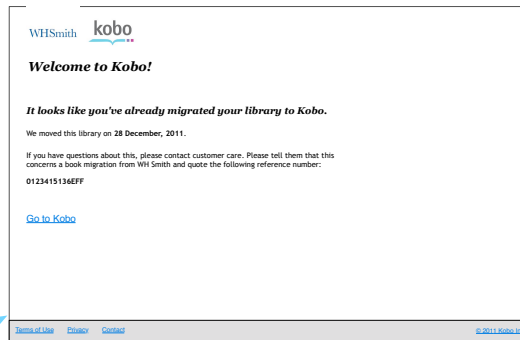 WHSmith kobo
Welcome to Kobo!
It looks like you've already migrated your library to Kobo.
We moved this library on 28 December, 2011.
If you have questions about this, please contact customer care. Please tell them that this
concerns a book migration from WH Smith and quote the following reference number:
0123415136EFF
Go to Kobo
Terms of Use Privacy Contact © 2011 Kobo In